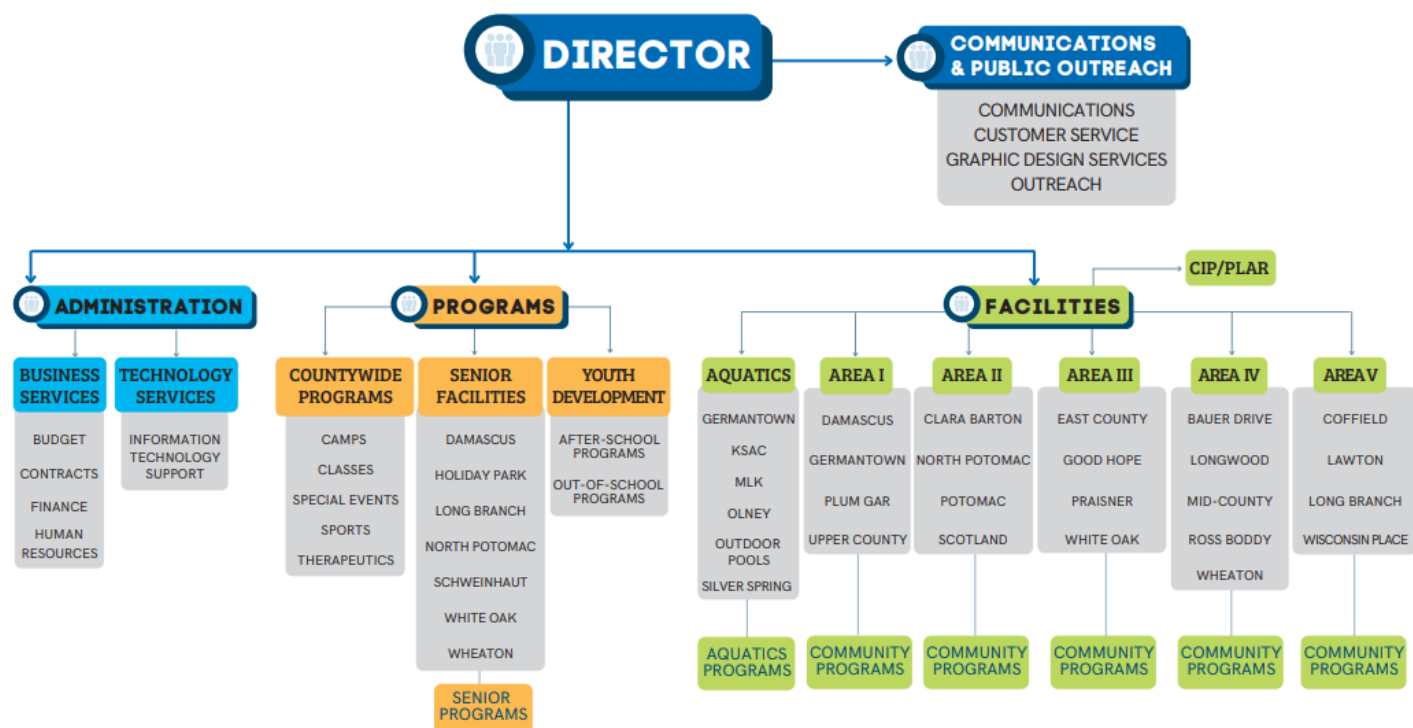 DIRECTOR
COMMUNICATIONS
& PUBLIC OUTREACH
COMMUNICATIONS
CUSTOMER SERVICE
GRAPHIC DESIGN SERVICES
OUTREACH
CIP/PLAR
ADMINISTRATION
PROGRAMS
FACILITIES
BUSINESS
SERVICES
BUDGET
CONTRACTS
FINANCE
HUMAN
RESOURCES
TECHNOLOGY
SERVICES
INFORMATION
TECHNOLOGY
SUPPORT
COUNTYWIDE
PROGRAMS
CAMPS
CLASSES
SPECIAL EVENTS
SPORTS
THERAPEUTICS
SENIOR
FACILITIES
DAMASCUS
HOLIDAY PARK
LONG BRANCH
NORTH POTOMAC
SCHWEINHAUT
WHITE OAK
WHEATON
SENIOR
PROGRAMS
YOUTH
DEVELOPMENT
AFTER-SCHOOL
PROGRAMS
OUT-OF-SCHOOL
PROGRAMS
AQUATICS
GERMANTOWN
KSAC
MLK
OLNEY
OUTDOOR
POOLS
SILVER SPRING
AQUATICS
PROGRAMS
AREA I
DAMASCUS
GERMANTOWN
PLUM GAR
UPPER COUNTY
COMMUNITY
PROGRAMS
AREA II
CLARA BARTON
NORTH POTOMAC
POTOMAC
SCOTLAND
COMMUNITY
PROGRAMS
AREA III
EAST COUNTY
GOOD HOPE
PRAISNER
WHITE OAK
COMMUNITY
PROGRAMS
AREA IV
BAUER DRIVE
LONGWOOD
MID-COUNTY
ROSS BODDY
WHEATON
COMMUNITY
PROGRAMS
AREA V
COFFIELD
LAWTON
LONG BRANCH
WISCONSIN PLACE
COMMUNITY
PROGRAMS